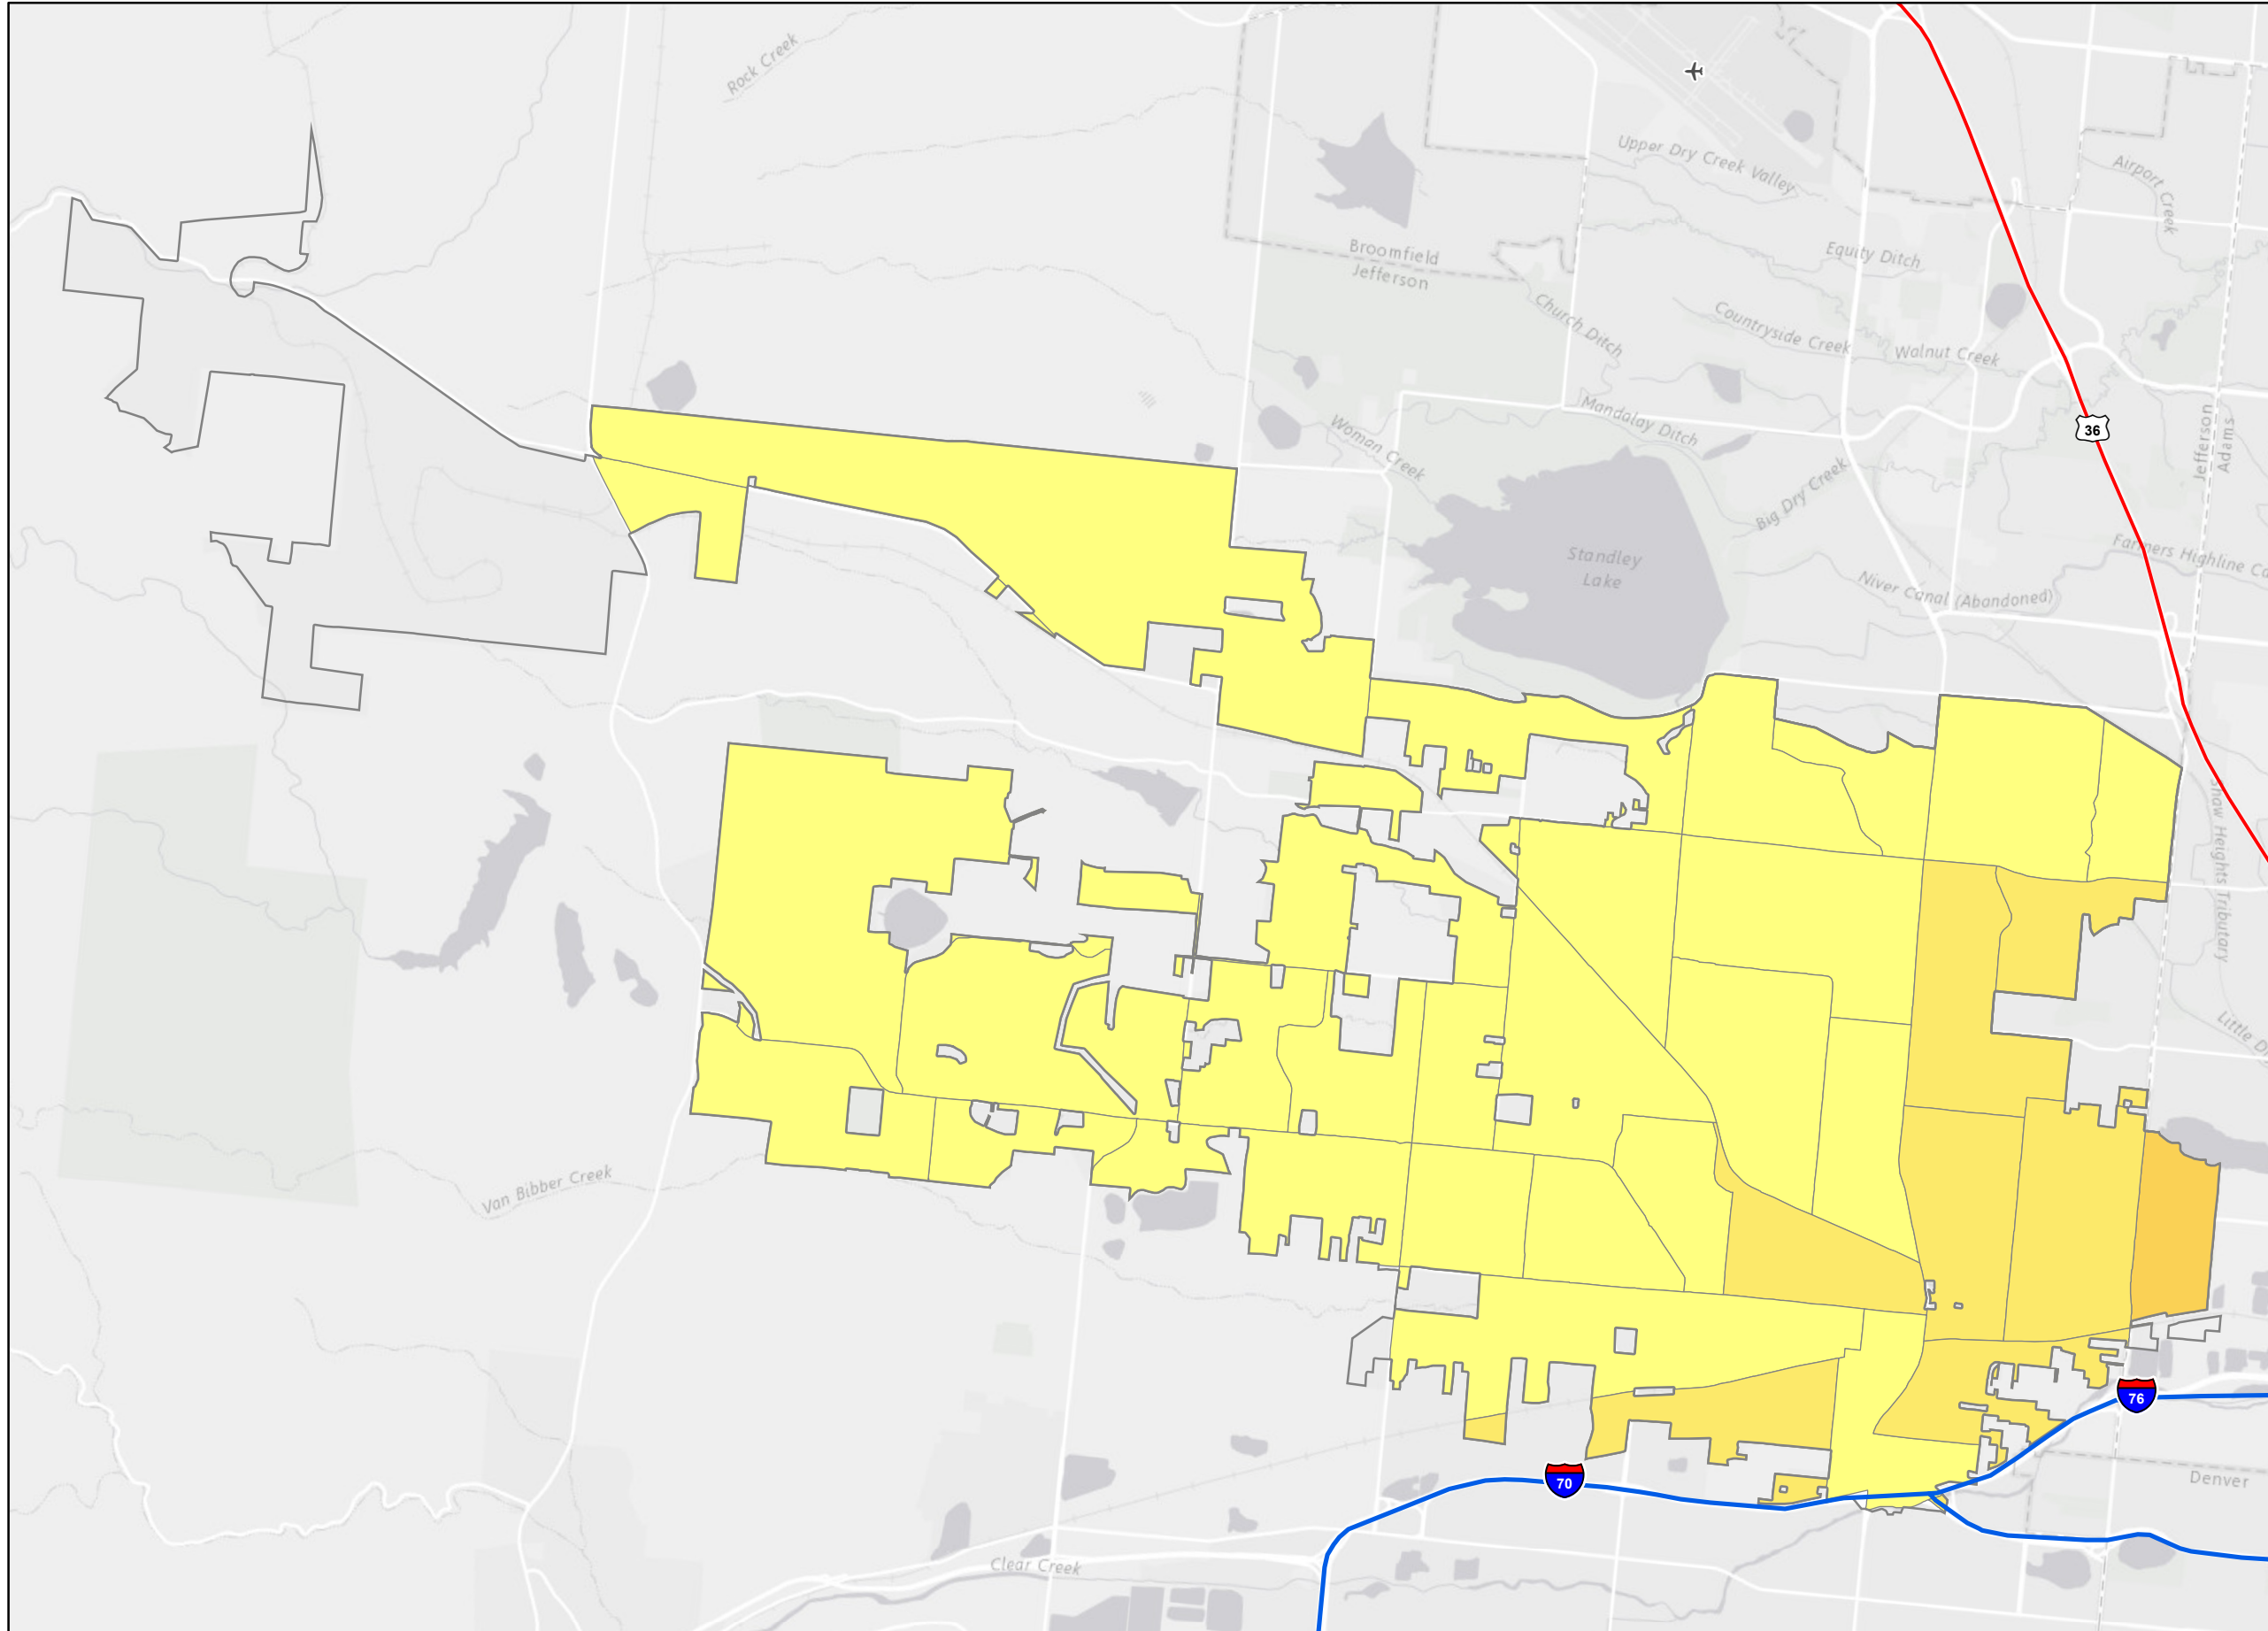 Rock Creek
Upper Dry Creek Valley
Airport
Creek
Equity Ditch
Broomfield
Jefferson
Church Ditch
Countryside Creek
Walnut Creek
Mandalay Ditch
Woman Creek
36
Jefferson
Adams
Big Dry Creek
Standley
Lake
Farmers Highline Ca
Niver Canal (Abandoned)
Shaw Heights Tributary
Little D
Van Bibber Creek
76
70
Denver
Clear Creek